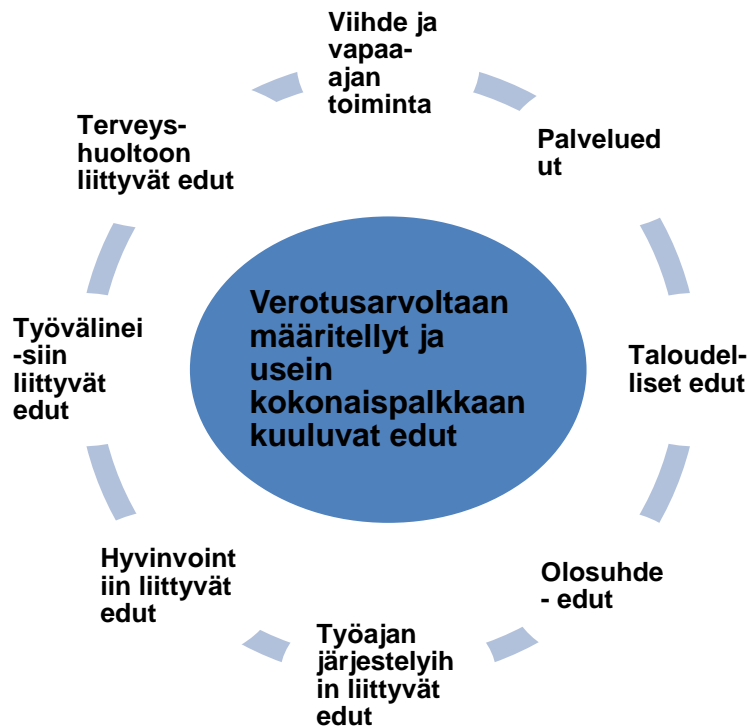 Viihde ja
vapaa-
ajan
toiminta
Palvelued
ut
Taloudel-
liset edut
Olosuhde
- edut
Työajan
järjestelyih
in liittyvät
edut
Hyvinvoint
iin liittyvät
edut
Työvälinei
-siin
liittyvät
edut
Terveys-
huoltoon
liittyvät edut
Verotusarvoltaan
määritellyt ja
usein
kokonaispalkkaan
kuuluvat edut